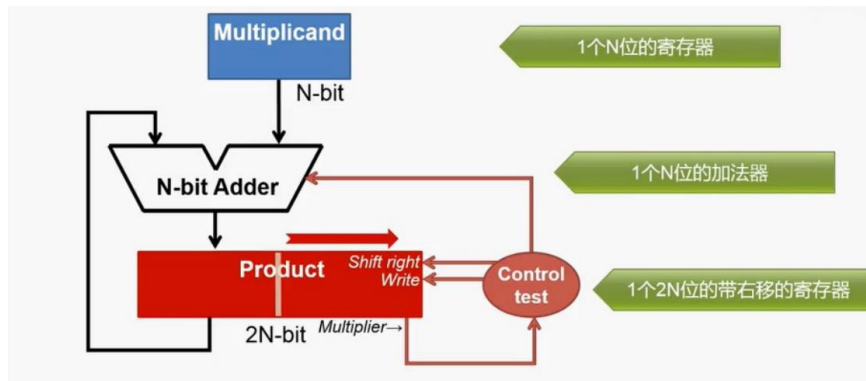 Multiplicand
1个N位的寄存器
N-bit
N-bit Adder
1个N位的加法器
Product
Shift right
Write
Control
test
1个2N位的带右移的寄存器
2N-bit
Multiplier→